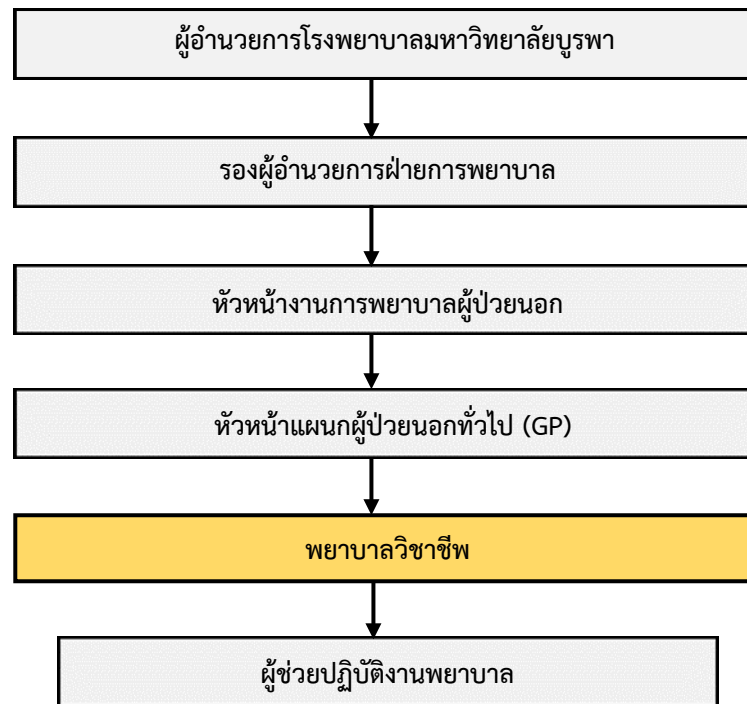 ผู้อำนวยการโรงพยาบาลมหาวิทยาลัยบูรพา
รองผู้อำนวยการฝ่ายการพยาบาล
หัวหน้างานการพยาบาลผู้ป่วยนอก
หัวหน้าแผนกผู้ป่วยนอกทั่วไป (GP)
พยาบาลวิชาชีพ
ผู้ช่วยปฏิบัติงานพยาบาล